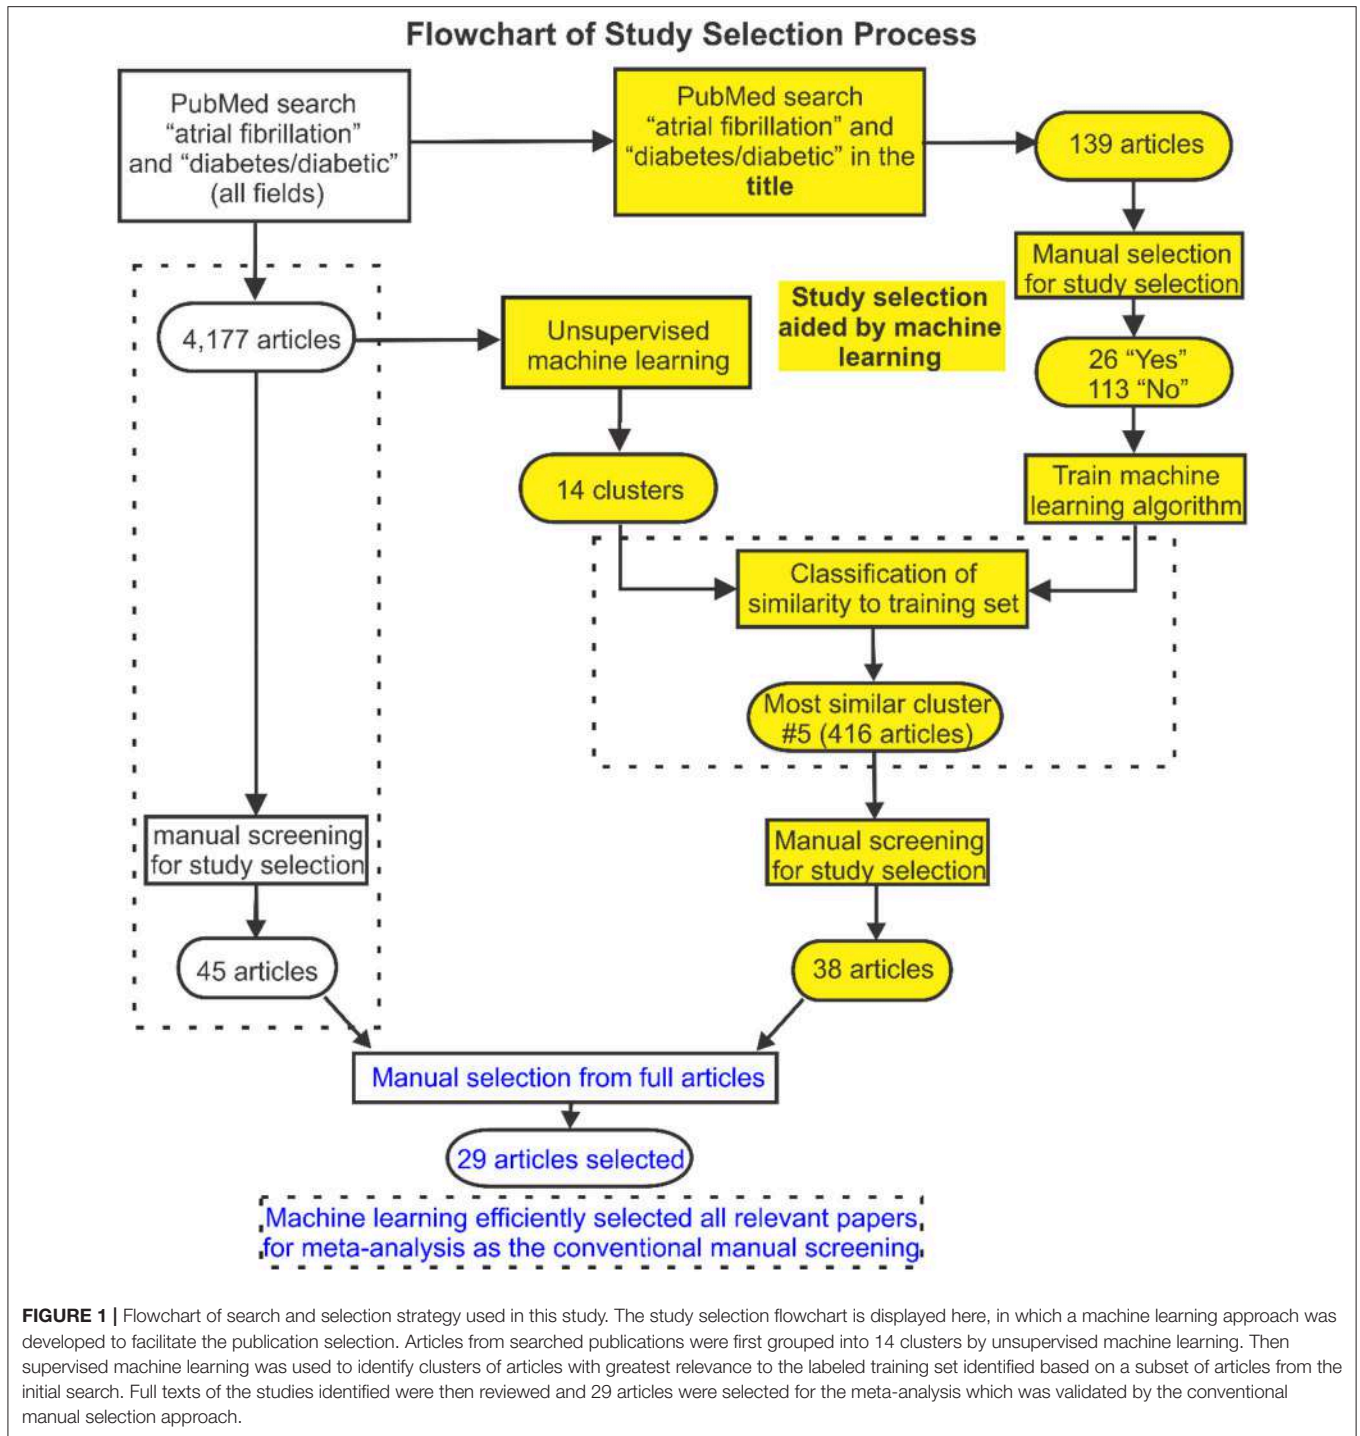 Flowchart of Study Selection Process
PubMed search
“atrial fibrillation”
and “diabetes/diabetic”
(all fields)
PubMed search
“atrial fibrillation” and
“diabetes/diabetic” in the
title
139 articles
Manual selection
for study selection
4,177 articles
Unsupervised
machine learning
Study selection
aided by machine
learning
26 “Yes”
113 “No”
14 clusters
Train machine
learning algorithm
Classification of
similarity to training set
Most similar cluster
#5 (416 articles)
manual screening
for study selection
Manual screening
for study selection
45 articles
38 articles
Manual selection from full articles
29 articles selected
Machine learning efficiently selected all relevant papers
for meta-analysis as the conventional manual screening
FIGURE 1 | Flowchart of search and selection strategy used in this study. The study selection flowchart is displayed here, in which a machine learning approach was
developed to facilitate the publication selection. Articles from searched publications were first grouped into 14 clusters by unsupervised machine learning. Then
supervised machine learning was used to identify clusters of articles with greatest relevance to the labeled training set identified based on a subset of articles from the
initial search. Full texts of the studies identified were then reviewed and 29 articles were selected for the meta-analysis which was validated by the conventional
manual selection approach.